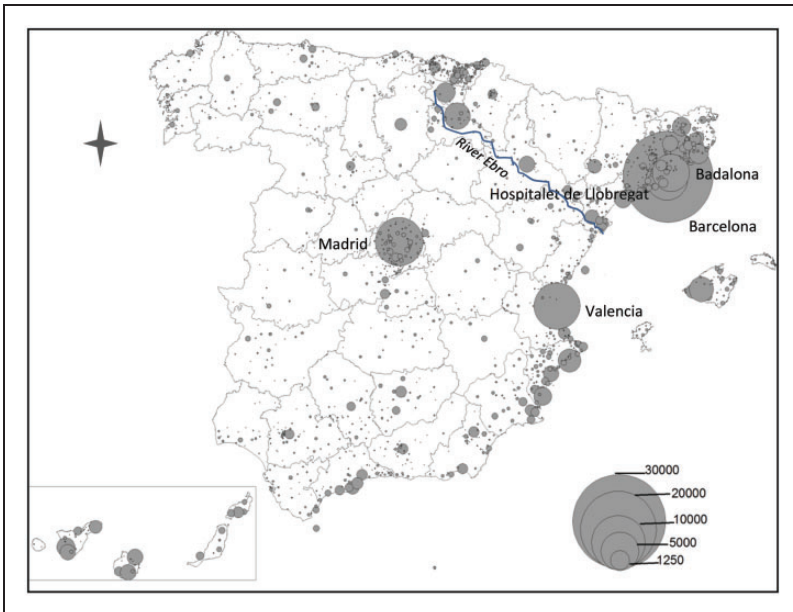 River Ebro.
Badalona
Hospitalet de Llobregat
Barcelona
Madrid
Valencia
30000
20000
10000
5000
1250